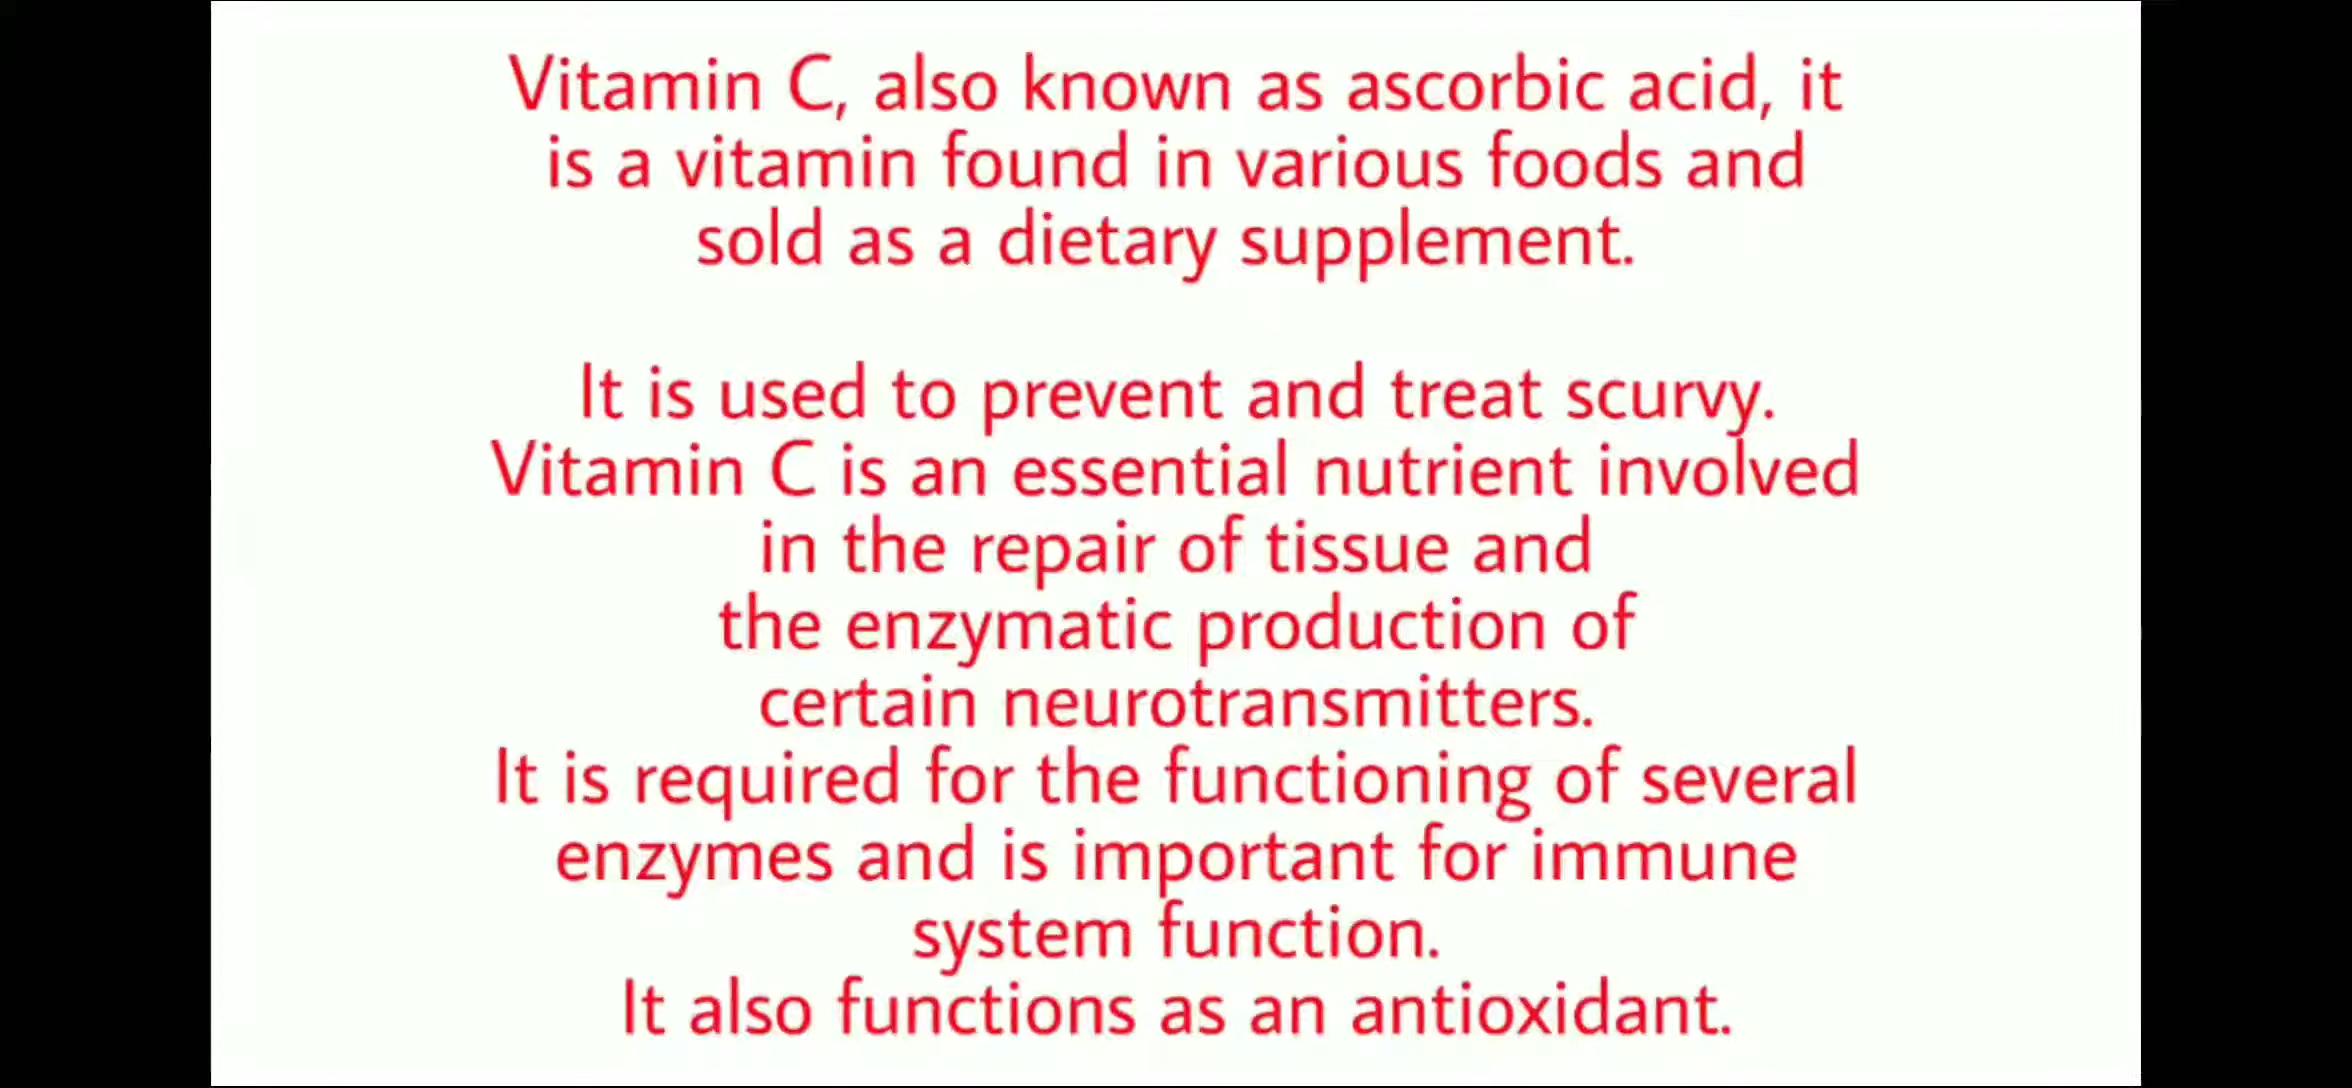 Vitamin C, also known as ascorbic acid, it
is a vitamin found in various foods and
sold as a dietary supplement.
It is used to prevent and treat scurvy.
Vitamin C is an essential nutrient involved
in the repair of tissue and
the enzymatic production of
certain neurotransmitters.
It is required for the functioning of several
enzymes and is important for immune
system function.
It also functions as an antioxidant.